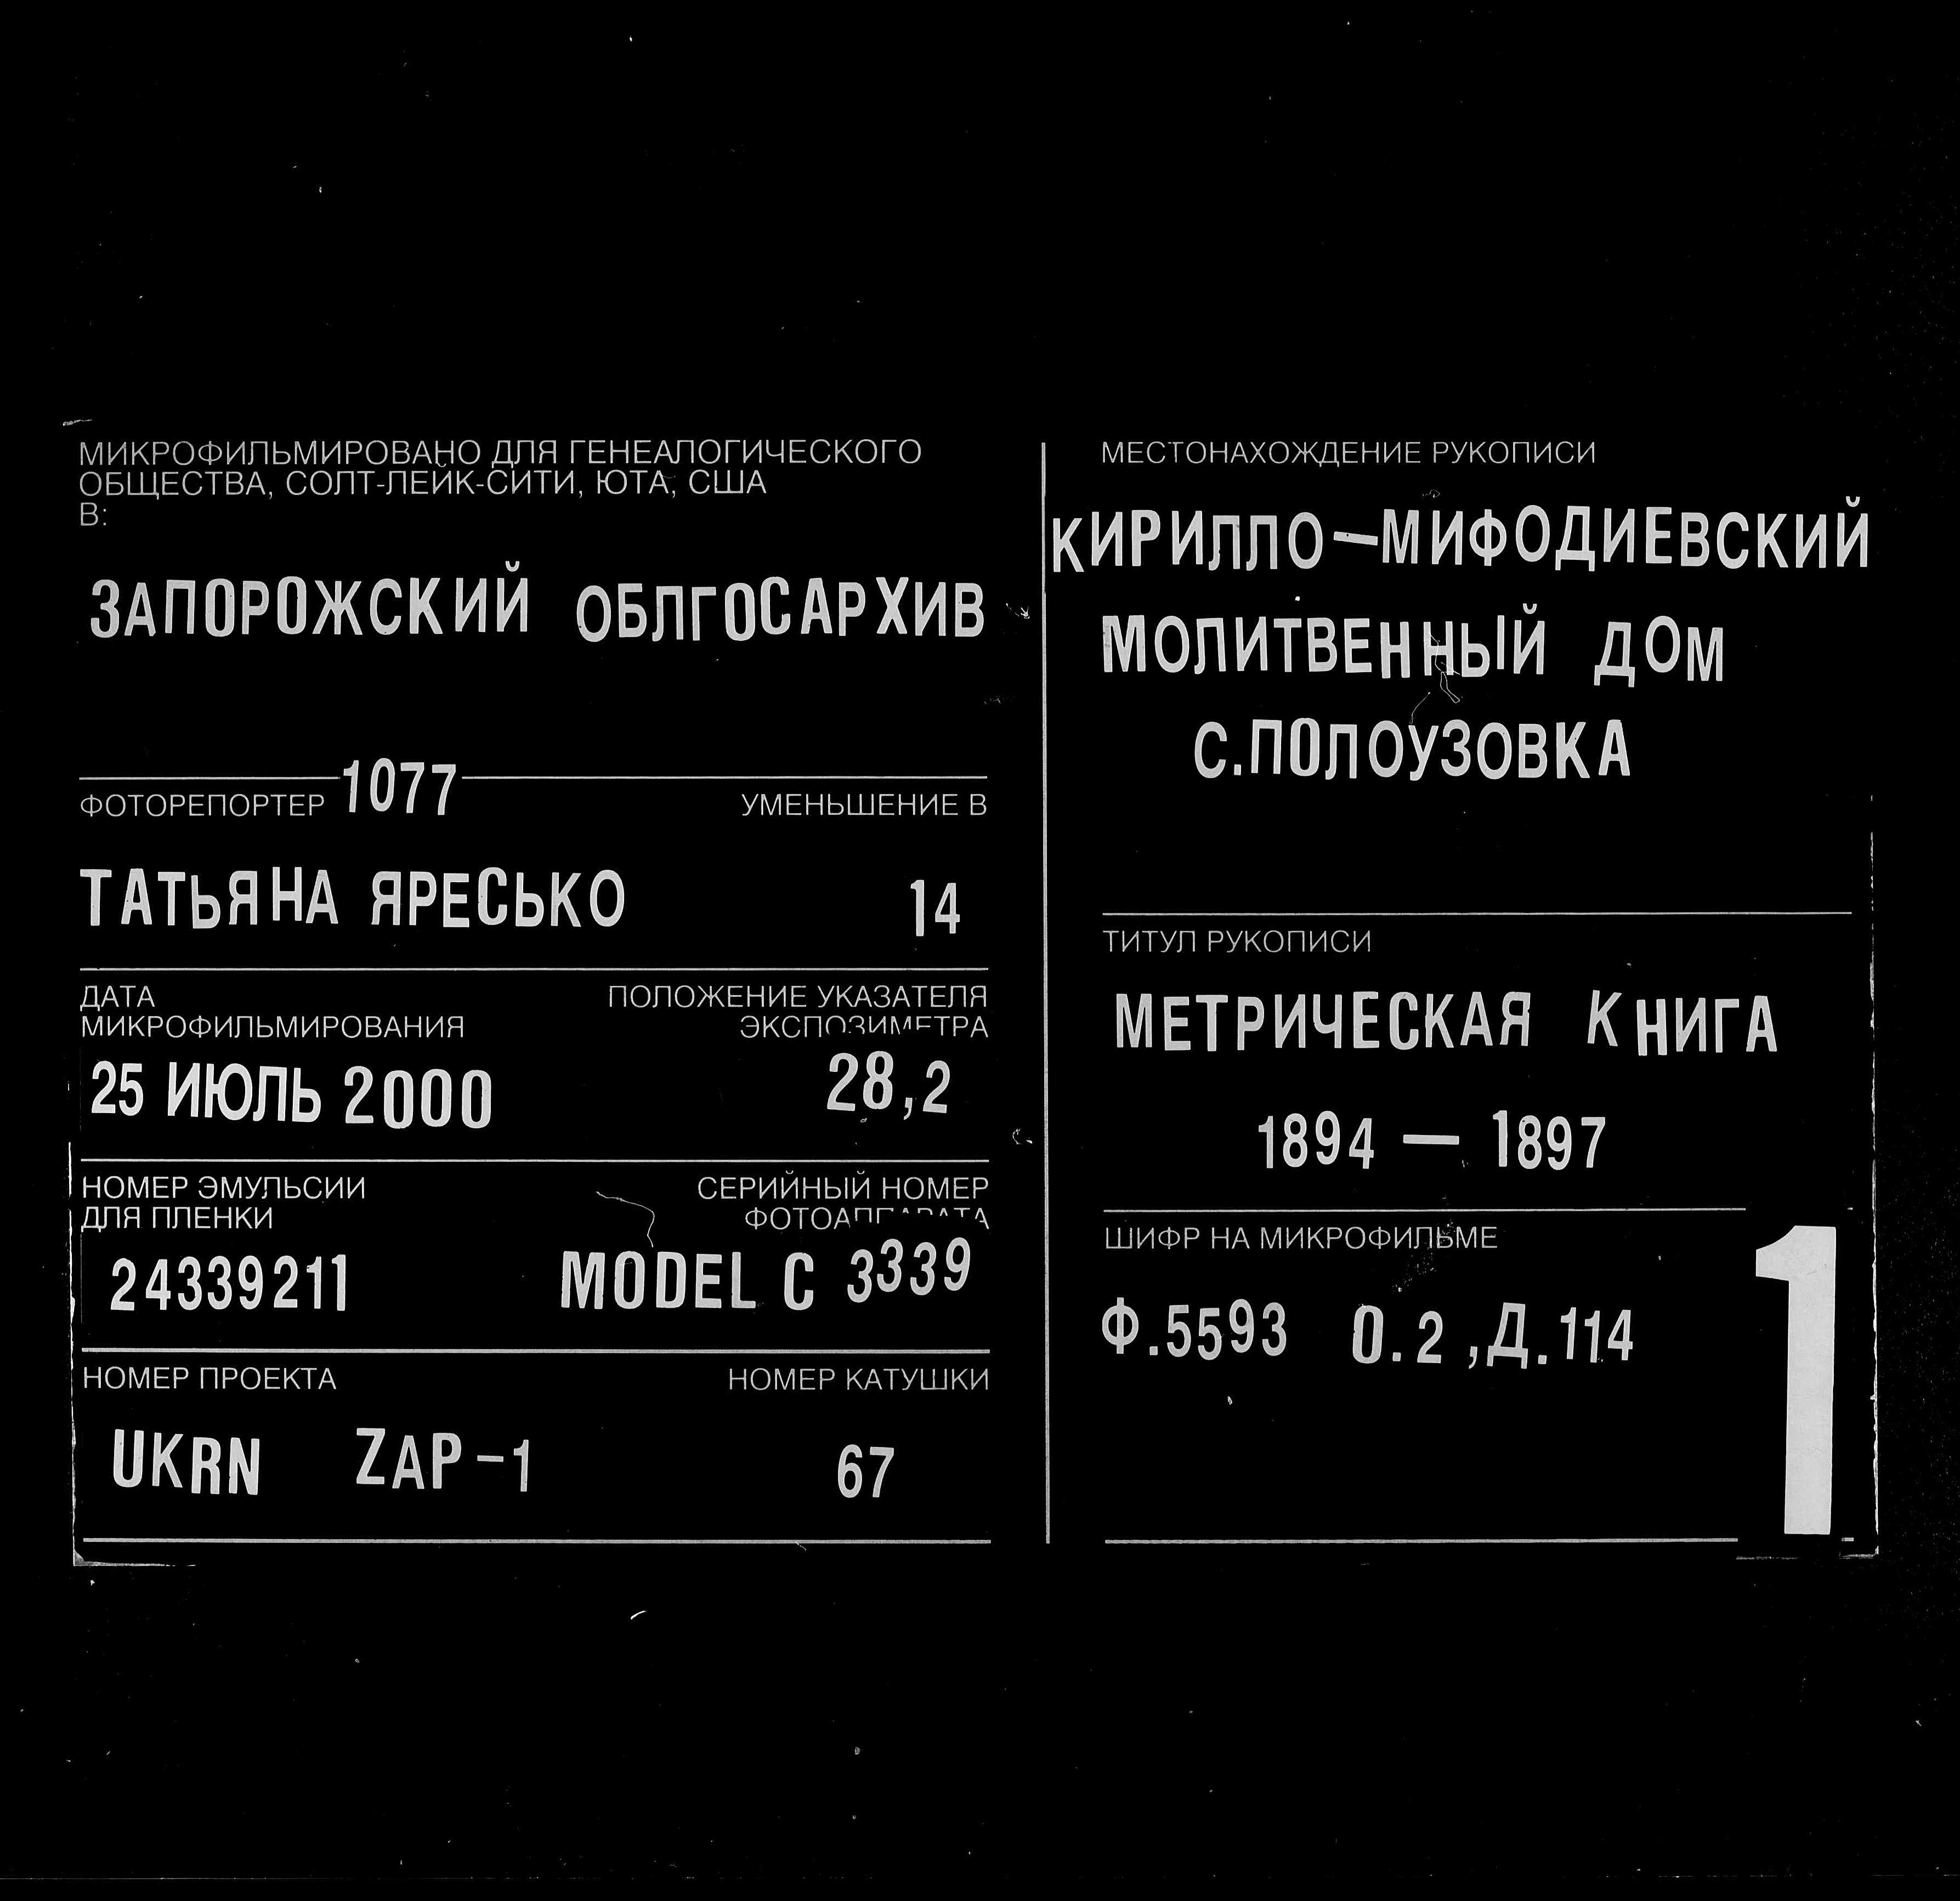 МИКРОФИЛЬМИРОВАНО ДЛЯ ГЕНЕАЛОГИЧЕСКОГО
ОБЩЕСТВА, СОЛТ-ЛЕЙК-СИТИ, ЮТА, США
В:
ЗАПОРОЖСКИЙ ОБЛГОСАРХИВ
ФОТОРЕПОРТЕР 1077 УМЕНЬШЕНИЕ В
ТАТЬЯНА ЯРЕСЬКО 14
ДАТА ПОЛОЖЕНИЕ УКАЗАТЕЛЯ
МИКРОФИЛЬМИРОВАНИЯ ЭКСПОЗИМЕТРА
25 ИЮЛЬ 2000 28,2
НОМЕР ЭМУЛЬСИИ СЕРИЙНЫЙ НОМЕР
ДЛЯ ПЛЕНКИ ФОТОАППАРАТА
24339211 MODEL C 3339
НОМЕР ПРОЕКТА НОМЕР КАТУШКИ
UKRN ZAP-1 67
МЕСТОНАХОЖДЕНИЕ РУКОПИСИ
КИРИЛЛО-МИФОДИЕВСКИЙ
МОЛИТВЕННЫЙ ДОМ
С.ПОЛОУЗОВКА
ТИТУЛ РУКОПИСИ
МЕТРИЧЕСКАЯ КНИГА
1894 — 1897
ШИФР НА МИКРОФИЛЬМЕ
Ф.5593 О.2,Д.114
1